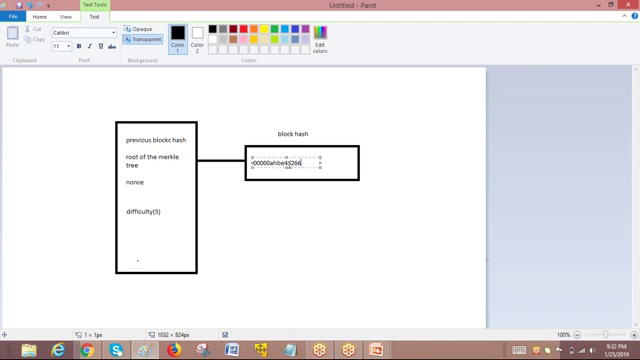 Text Tools
Untitled - Paint
File
Home
View
Text
Paste
Cut
Copy
Clipboard
Calibri
11
B
I
U
abc
Font
Opaque
Transparent
Background
Color
1
Color
2
Edit
colors
Colors
block hash
previous blockc hash
root of the merkle
tree
nonce
difficulty(5)
00000ahbe45266
1 × 1px
1032 × 824px
100%
9:32 PM
1/25/2019